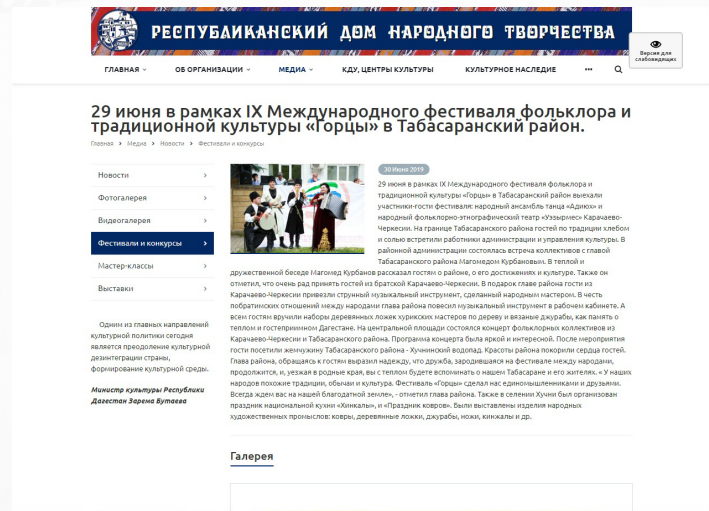 РЕСПУБЛИКАНСКИЙ ДОМ НАРОДНОГО ТВОРЧЕСТВА
Версия для
слабовидящих
ГЛАВНАЯ ОБ ОРГАНИЗАЦИИ МЕДИА КДУ, ЦЕНТРЫ КУЛЬТУРЫ КУЛЬТУРНОЕ НАСЛЕДИЕ •••
29 июня в рамках IX Международного фестиваля фольклора и
традиционной культуры «Горцы» в Табасаранский район.
Главная > Медиа > Новости > Фестивали и конкурсы
Новости
Фотогалерея
Видеогалерея
Фестивали и конкурсы
Мастер-классы
Выставки
Одним из главных направлений
культурной политики сегодня
является преодоление культурной
дезинтеграции страны,
формирование культурной среды.
Министр культуры Республики
Дагестан Зарема Бутаева
30 Июня 2019
29 июня в рамках IX Международного фестиваля фольклора и
традиционной культуры «Горцы» в Табасаранский район выехали
участники-гости фестиваля: народный ансамбль танца «Адиюх» и
народный фольклорно-этнографический театр «Уззырмес» Карачаево-
Черкесии. На границе Табасаранского района гостей по традиции хлебом
и солью встретили работники администрации и управления культуры. В
районной администрации состоялась встреча коллективов с главой
Табасаранского района Магомедом Курбановым. В теплой и
дружественной беседе Магомед Курбанов рассказал гостям о районе, о его достижениях и культуре. Также он
отметил, что очень рад принять гостей из братской Карачаево-Черкесии. В подарок главе района гости из
Карачаево-Черкесии привезли струнный музыкальный инструмент, сделанный народным мастером. В честь
побратимских отношений между народами глава района повесил музыкальный инструмент в рабочем кабинете. А
всем гостям вручили наборы деревянных ложек хурикских мастеров по дереву и вязаные джурабы, как память о
теплом и гостеприимном Дагестане. На центральной площади состоялся концерт фольклорных коллективов из
Карачаево-Черкесии и Табасаранского района. Программа концерта была яркой и интересной. После мероприятия
гости посетили жемчужину Табасаранского района - Хучнинский водопад. Красоты района покорили сердца гостей.
Глава района, обращаясь к гостям выразил надежду, что дружба, зародившаяся на фестивале между народами,
продолжится, и, уезжая в родные края, вы с теплом будете вспоминать о нашем Табасаране и его жителях. « У наших
народов похожие традиции, обычаи и культура. Фестиваль «Горцы» сделал нас единомышленниками и друзьями.
Всегда ждем вас на нашей благодатной земле», - отметил глава района. Также в селении Хучни был организован
праздник национальной кухни «Хинкалы», и «Праздник ковров». Были выставлены изделия народных
художественных промыслов: ковры, деревянные ложки, джурабы, ножи, кинжалы и др.
Галерея